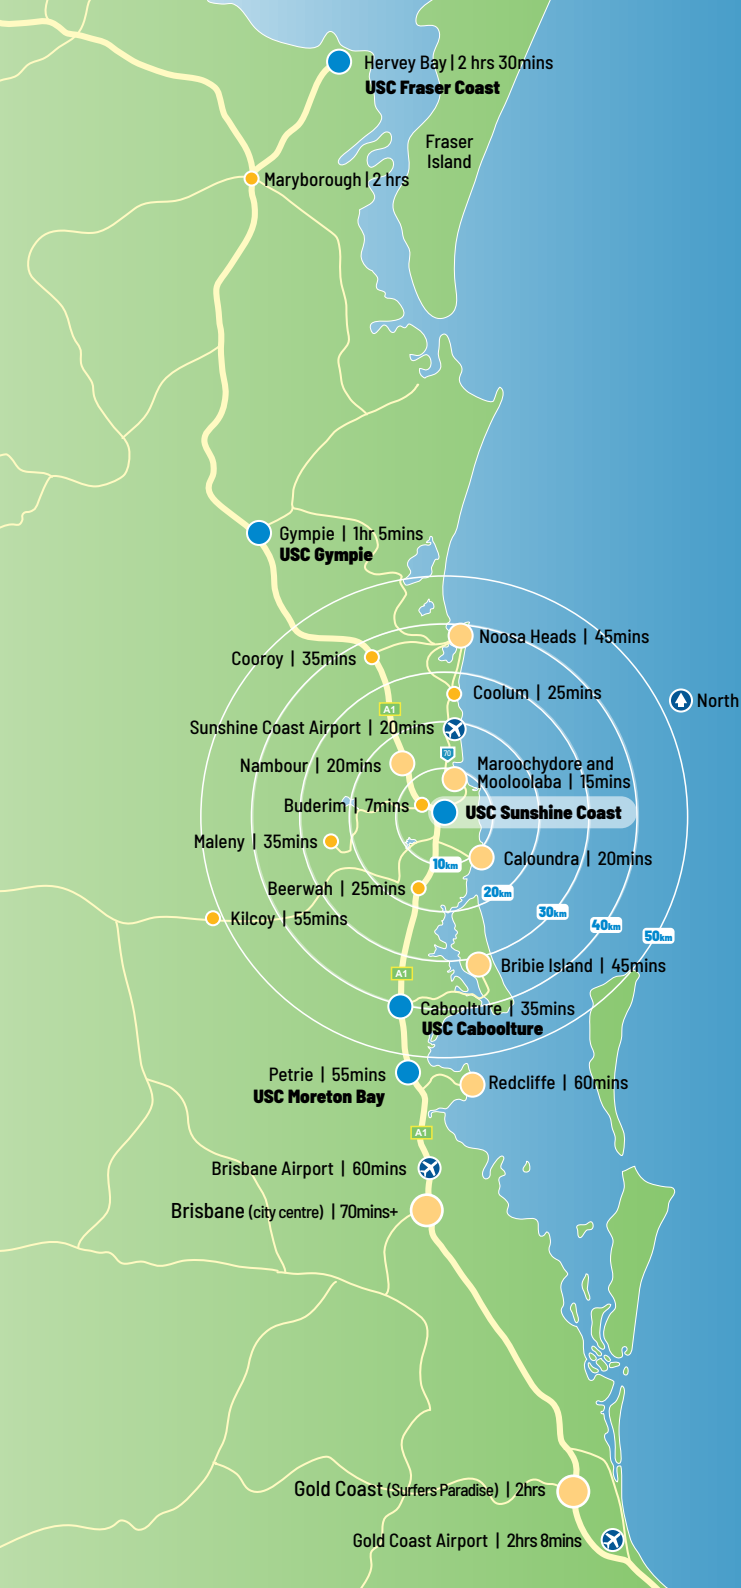 Hervey Bay | 2 hrs 30mins
USC Fraser Coast
Fraser
Island
Maryborough | 2 hrs
Gympie | 1hr 5mins
USC Gympie
Noosa Heads | 45mins
Cooroy | 35mins
Coolum | 25mins
North
A1
Sunshine Coast Airport | 20mins
70
Nambour | 20mins
Maroochydore and
Mooloolaba | 15mins
Buderim | 7mins
USC Sunshine Coast
Maleny | 35mins
Caloundra | 20mins
10km
Beerwah | 25mins
20km
Kilcoy | 55mins
30km
40km
50km
Bribie Island | 45mins
A1
Caboolture | 35mins
USC Caboolture
Petrie | 55mins
Redcliffe | 60mins
USC Moreton Bay
A1
Brisbane Airport | 60mins
Brisbane (city centre) | 70mins+
Gold Coast (Surfers Paradise) | 2hrs
Gold Coast Airport | 2hrs 8mins